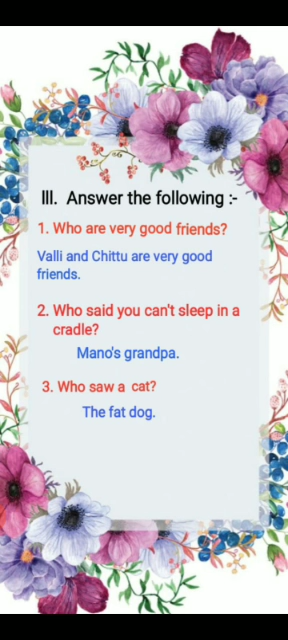 III. Answer the following :-
1. Who are very good friends?
Valli and Chittu are very good
friends.
2. Who said you can't sleep in a
cradle?
Mano's grandpa.
3. Who saw a cat?
The fat dog.